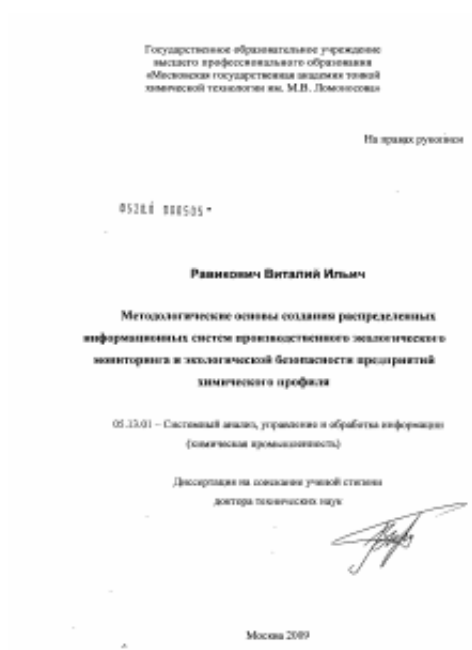 Государственное образовательное учреждение
высшего профессионального образования
«Московская государственная академия тонкой
химической технологии им. М.В. Ломоносова»
На правах рукописи
Равикович Виталий Ильич
Методологические основы создания распределенных
информационных систем производственного экологического
мониторинга и экологической безопасности предприятий
химического профиля
05.13.01 – Системный анализ, управление и обработка информации
(химическая промышленность)
Диссертация на соискание ученой степени
доктора технических наук
Москва 2009